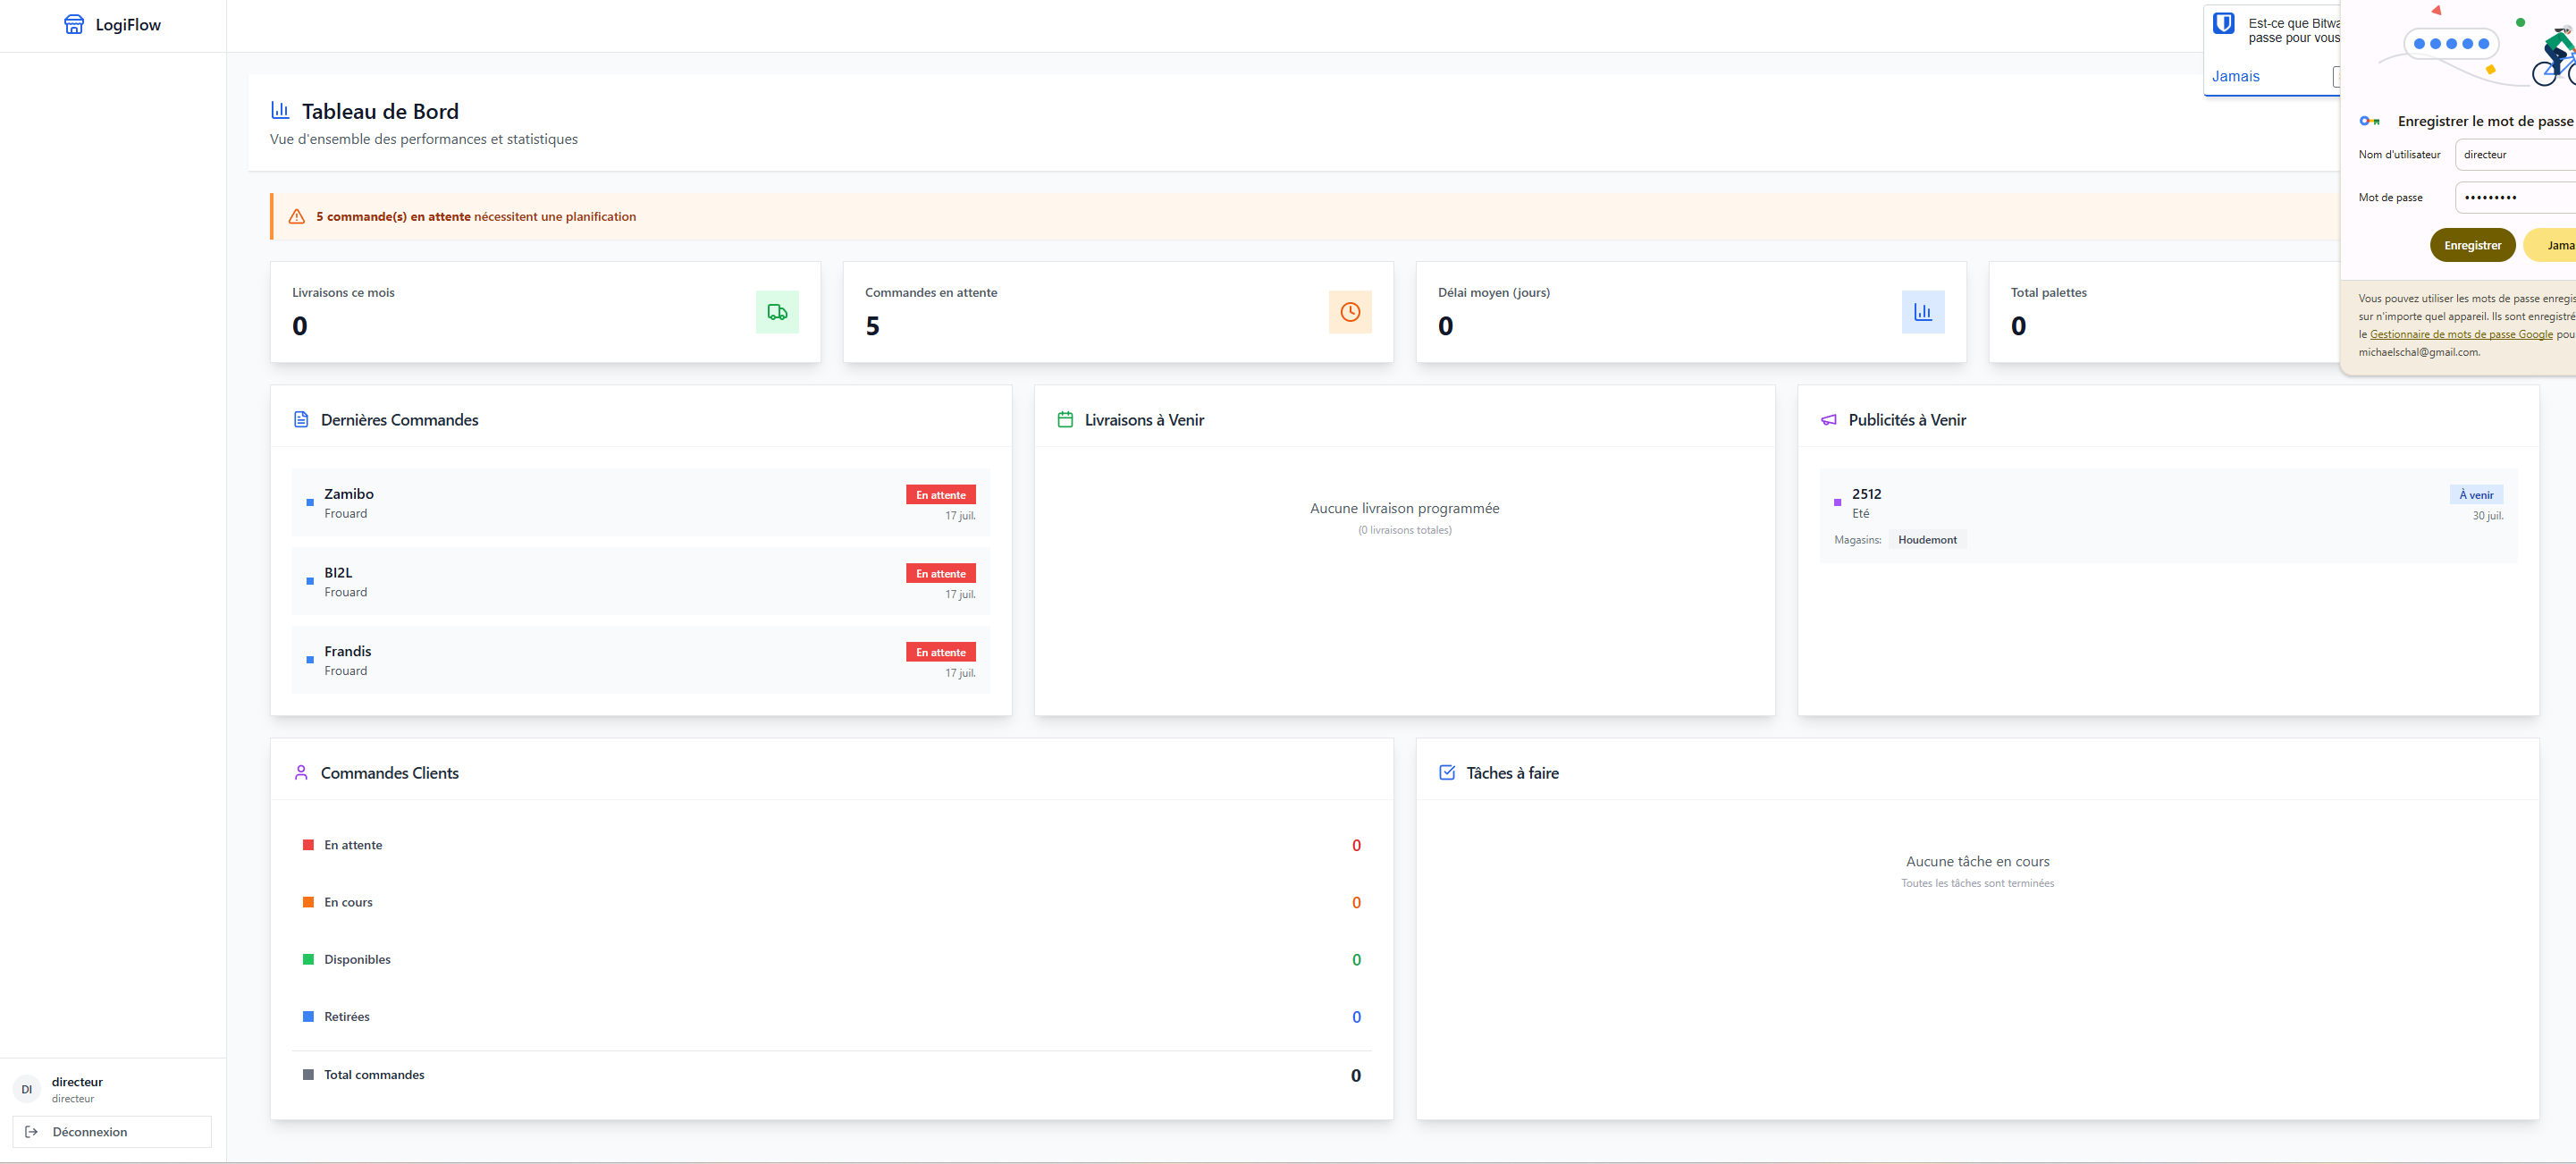 LogiFlow
Est-ce que Bitwa
passe pour vous
Jamais
Enregistrer le mot de passe
Nom d'utilisateur
directeur
Mot de passe
•••••••••
Enregistrer
Jama
Vous pouvez utiliser les mots de passe enregis
sur n'importe quel appareil. Ils sont enregistré
le Gestionnaire de mots de passe Google pou
michaelschal@gmail.com.
Tableau de Bord
Vue d'ensemble des performances et statistiques
5 commande(s) en attente nécessitent une planification
Livraisons ce mois
0
Commandes en attente
5
Délai moyen (jours)
0
Total palettes
0
Dernières Commandes
Zamibo
Frouard
En attente
17 juil.
BI2L
Frouard
En attente
17 juil.
Frandis
Frouard
En attente
17 juil.
Livraisons à Venir
Aucune livraison programmée
(0 livraisons totales)
Publicités à Venir
2512
Eté
À venir
30 juil.
Magasins: Houdemont
Commandes Clients
En attente 0
En cours 0
Disponibles 0
Retirées 0
Total commandes 0
Tâches à faire
Aucune tâche en cours
Toutes les tâches sont terminées
DI
directeur
directeur
Déconnexion